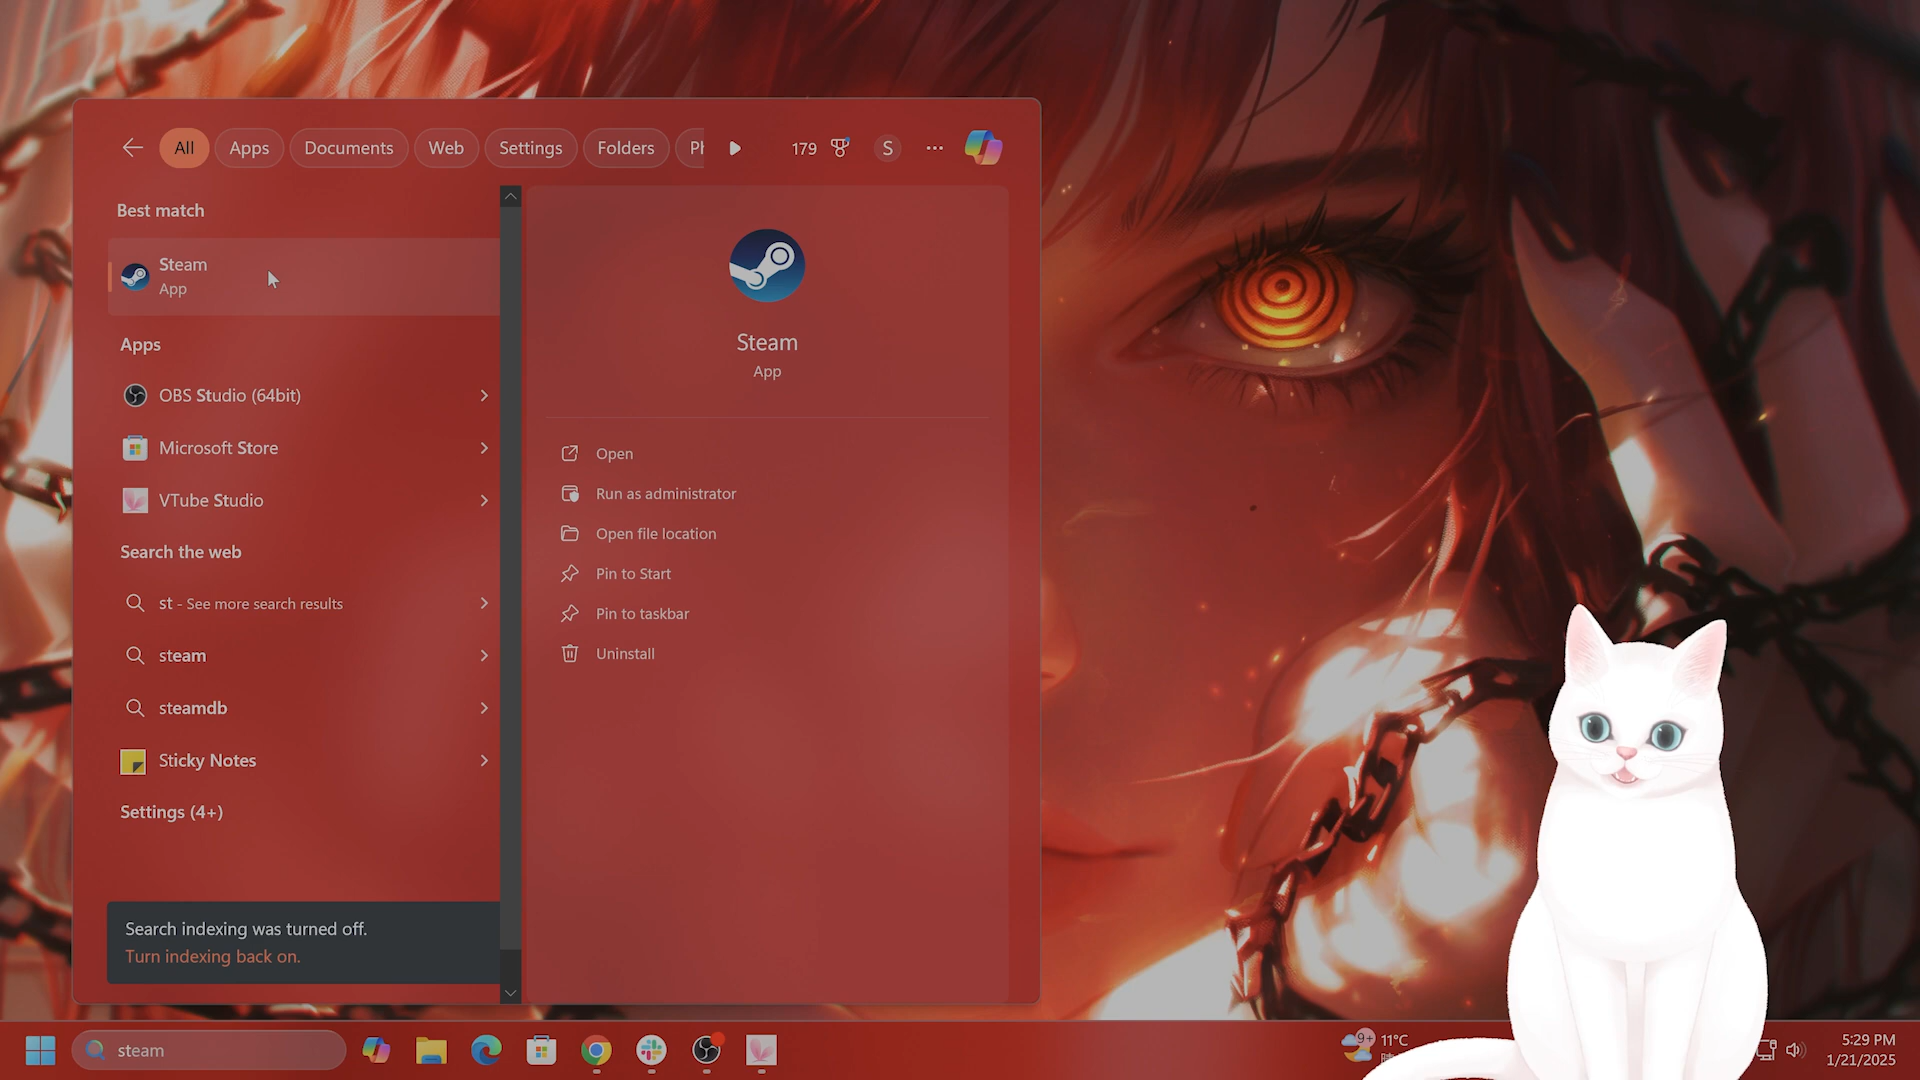 All
Apps
Documents
Web
Settings
Folders
179
S
Best match
Steam
App
Apps
OBS Studio (64bit)
Microsoft Store
VTube Studio
Search the web
st - See more search results
steam
steamdb
Sticky Notes
Settings (4+)
Search indexing was turned off.
Turn indexing back on.
Steam
App
Open
Run as administrator
Open file location
Pin to Start
Pin to taskbar
Uninstall
steam
9+
11°C
5:29 PM
1/21/2025